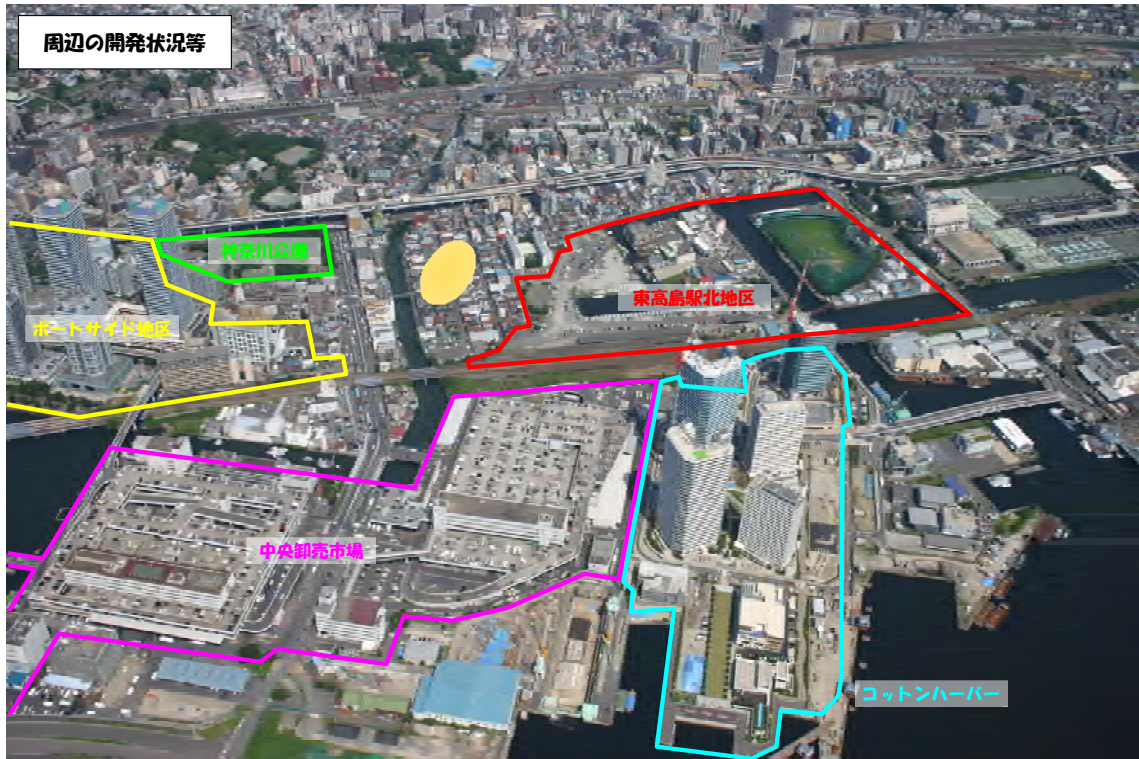 周辺の開発状況等
神奈川公園
東高島駅北地区
ポートサイド地区
中央卸売市場
コットンハーバー